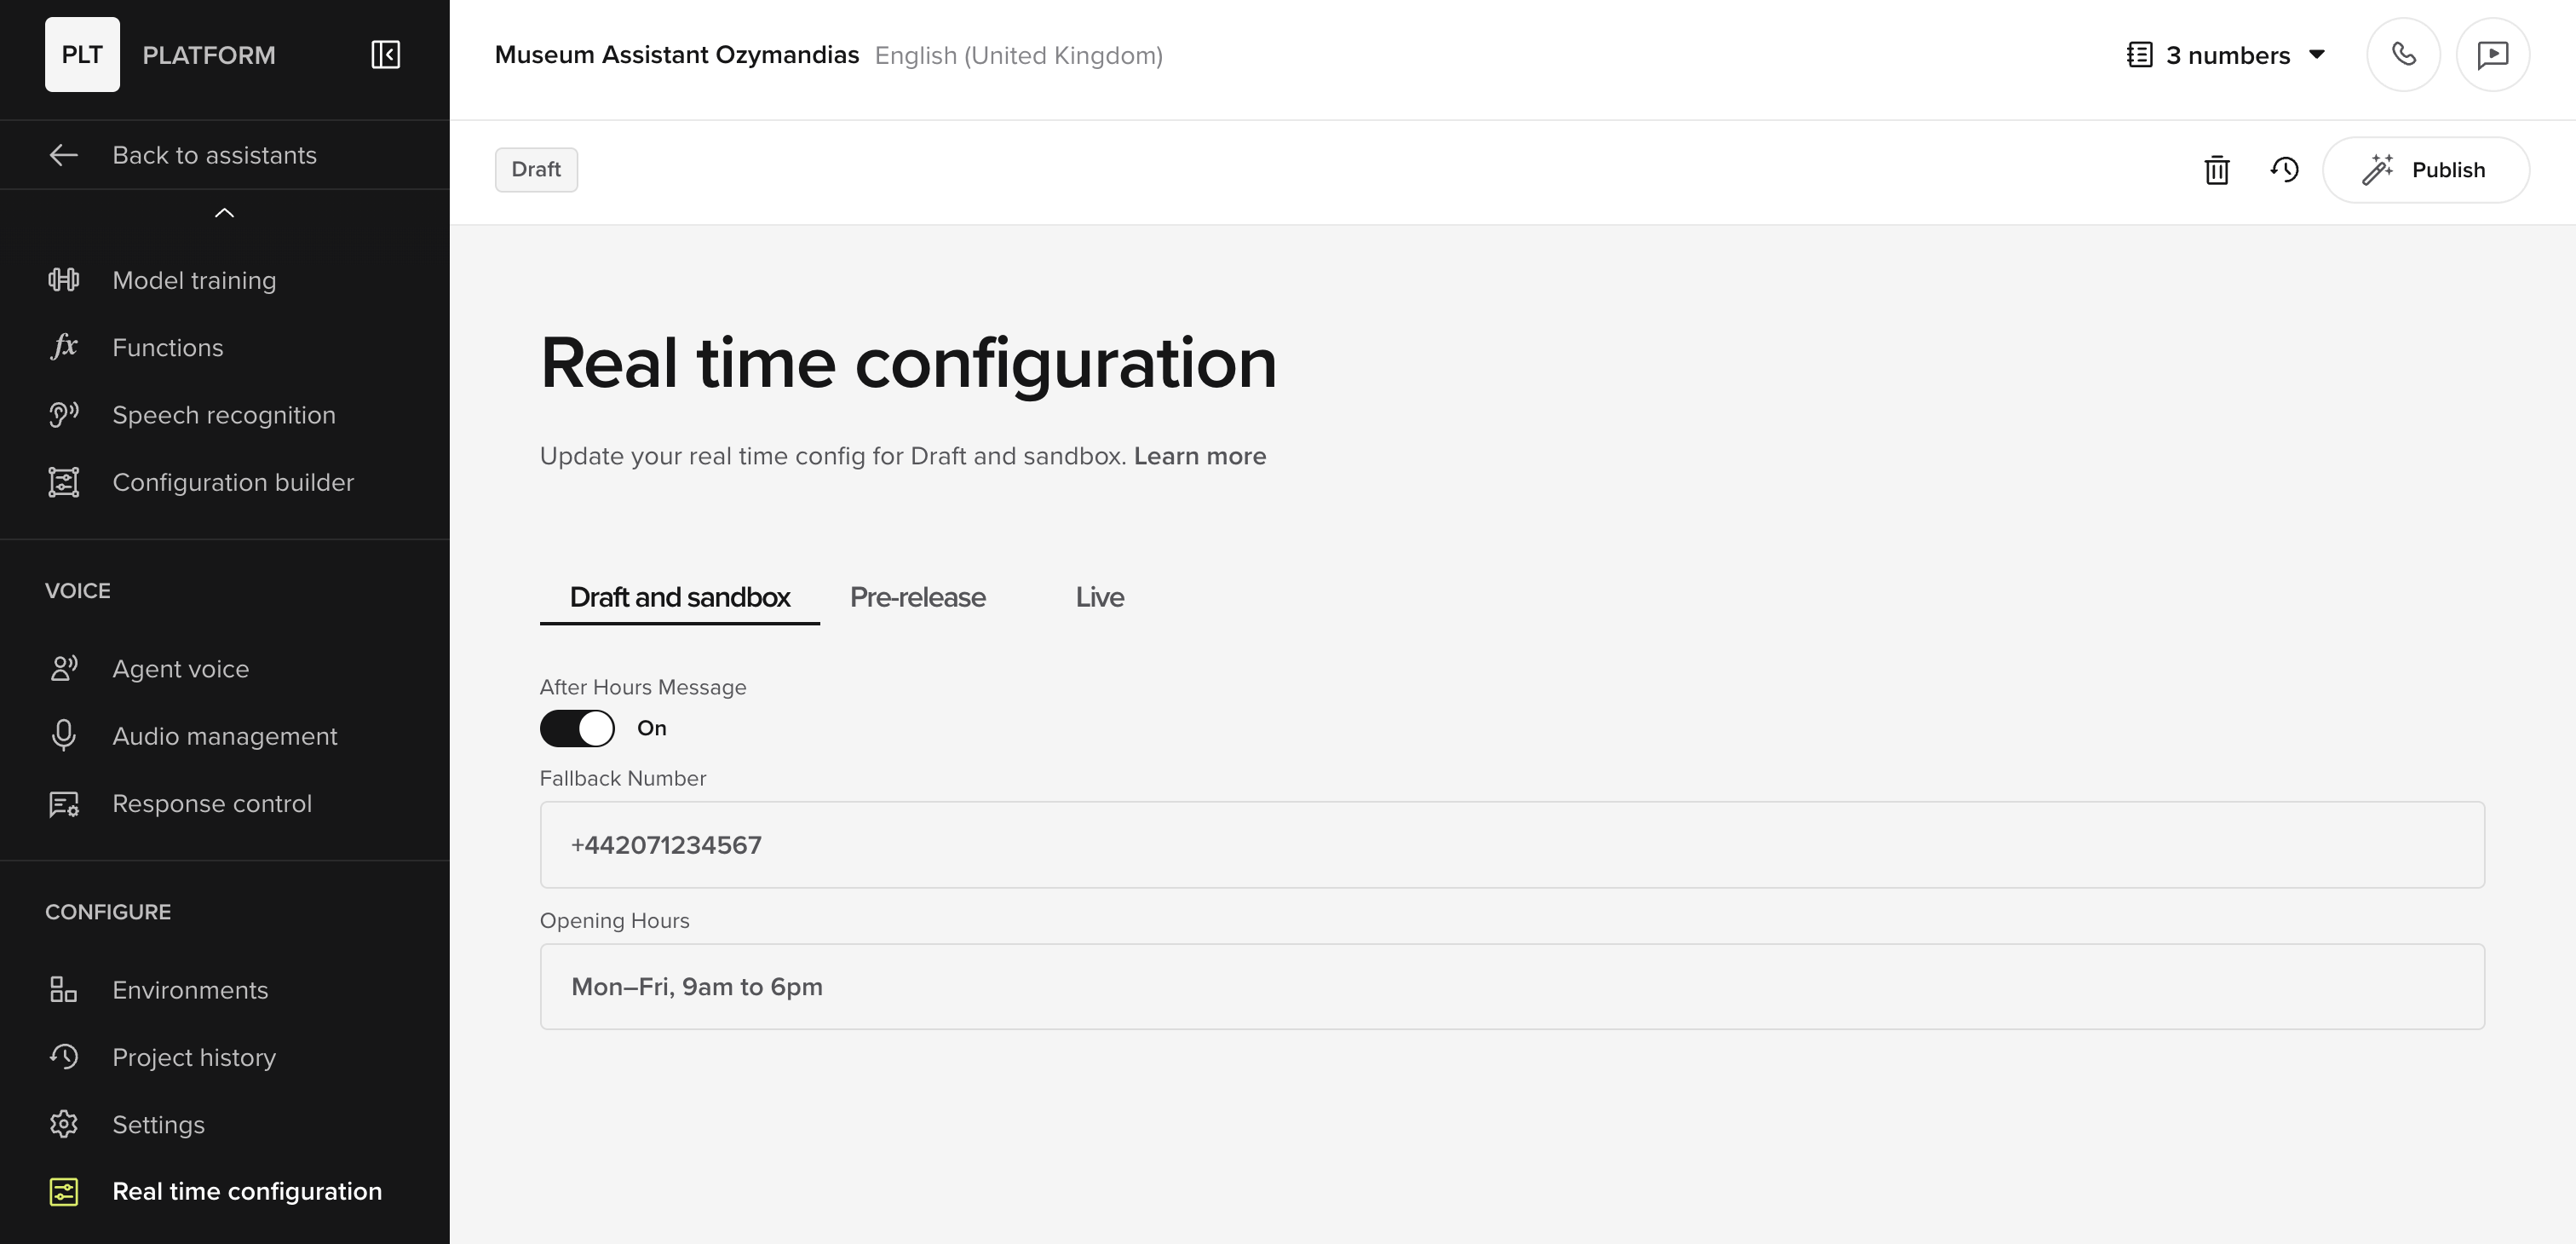 PLT
PLATFORM
Back to assistants
Model training
Functions
Speech recognition
Configuration builder
VOICE
Agent voice
Audio management
Response control
CONFIGURE
Environments
Project history
Settings
Real time configuration
Museum Assistant Ozymandias English (United Kingdom)
3 numbers
Draft
Publish
Real time configuration
Update your real time config for Draft and sandbox. Learn more
Draft and sandbox
Pre-release
Live
After Hours Message
On
Fallback Number
+442071234567
Opening Hours
Mon–Fri, 9am to 6pm